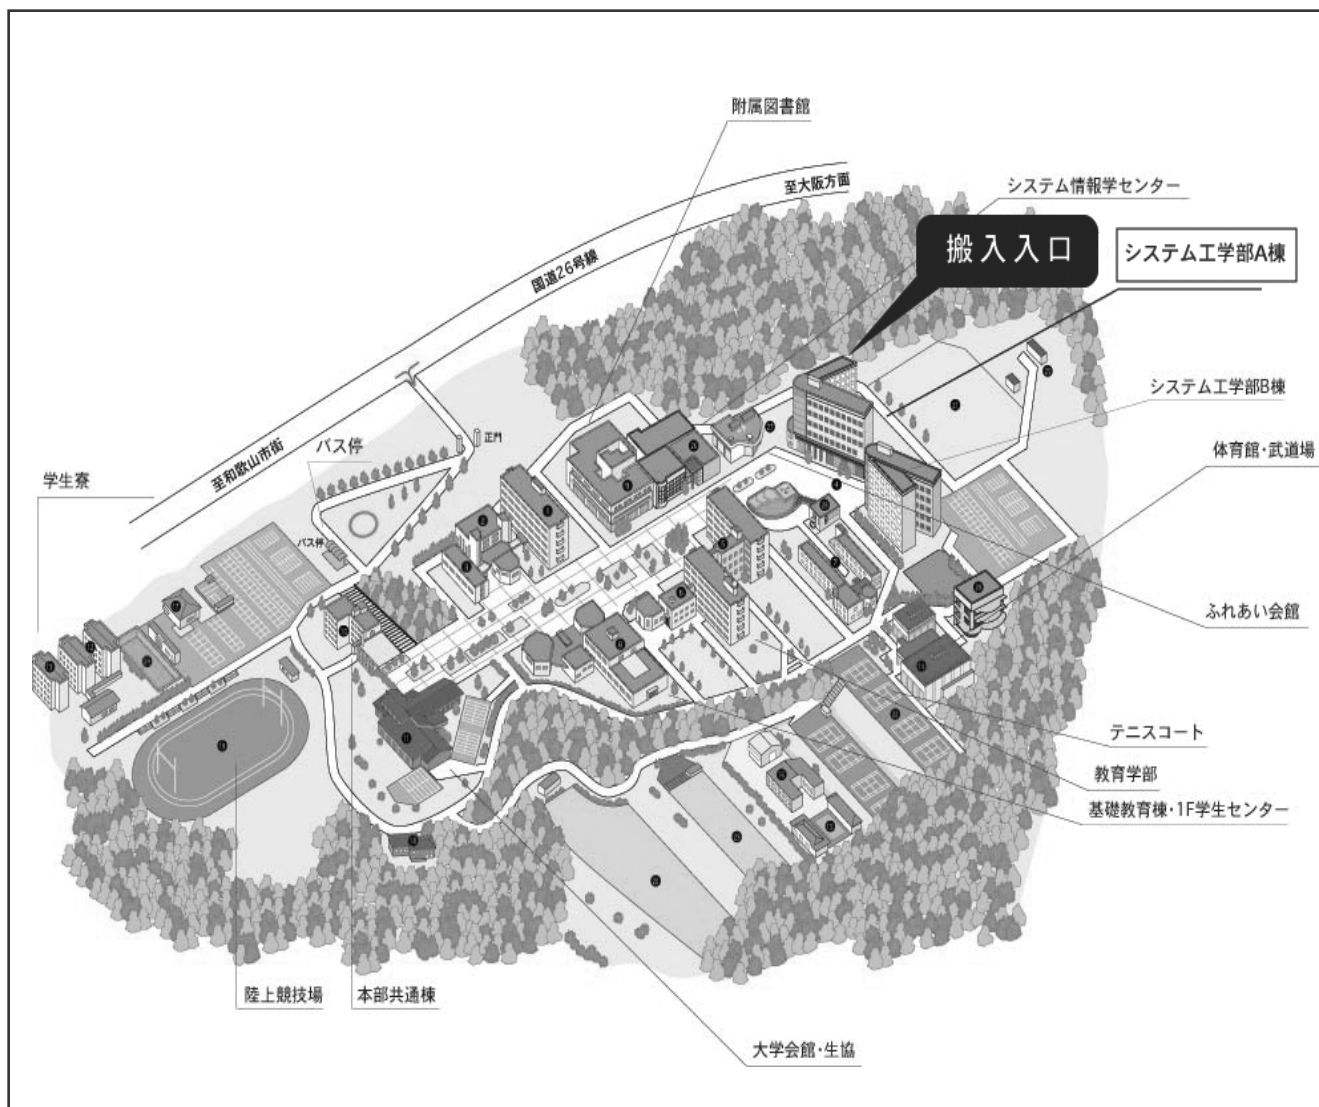 附属図書館
システム情報学センター
至大阪方面
搬入入口
システム工学部A棟
国道26号線
システム工学部B棟
正門
バス停
体育館・武道場
至和歌山市街
学生寮
バス停
ふれあい会館
テニスコート
教育学部
基礎教育棟・1F学生センター
陸上競技場
本部共通棟
大学会館・生協